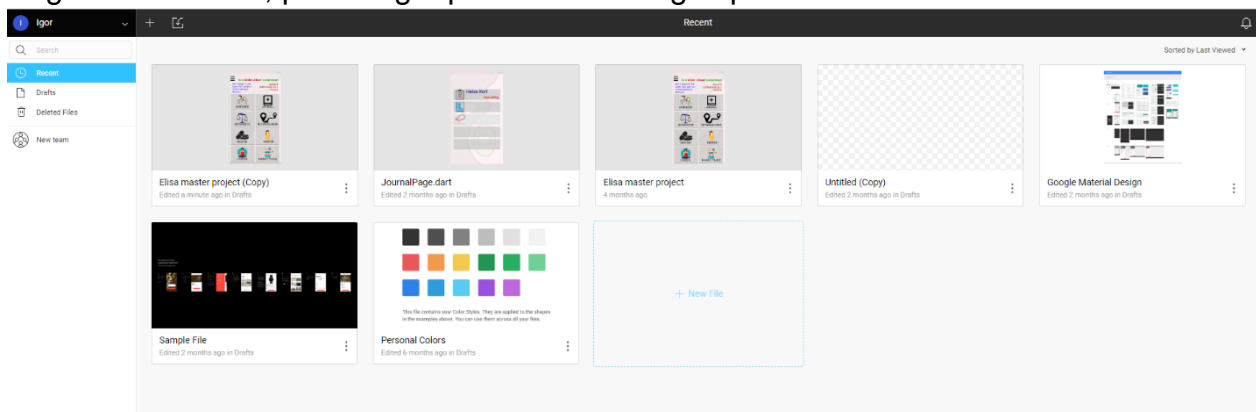 I Igor
Recent
Search
Sorted by Last Viewed
Recent
Drafts
Deleted Files
New team
Elisa master project (Copy)
Edited a minute ago in Drafts
JournalPage.dart
Edited 2 months ago in Drafts
Elisa master project
4 months ago
Untitled (Copy)
Edited 2 months ago in Drafts
Google Material Design
Edited 2 months ago in Drafts
This file contains your Color Styles. They are applied to the shapes
in the examples above. You can use them across all your files.
+ New File
Sample File
Edited 2 months ago in Drafts
Personal Colors
Edited 6 months ago in Drafts